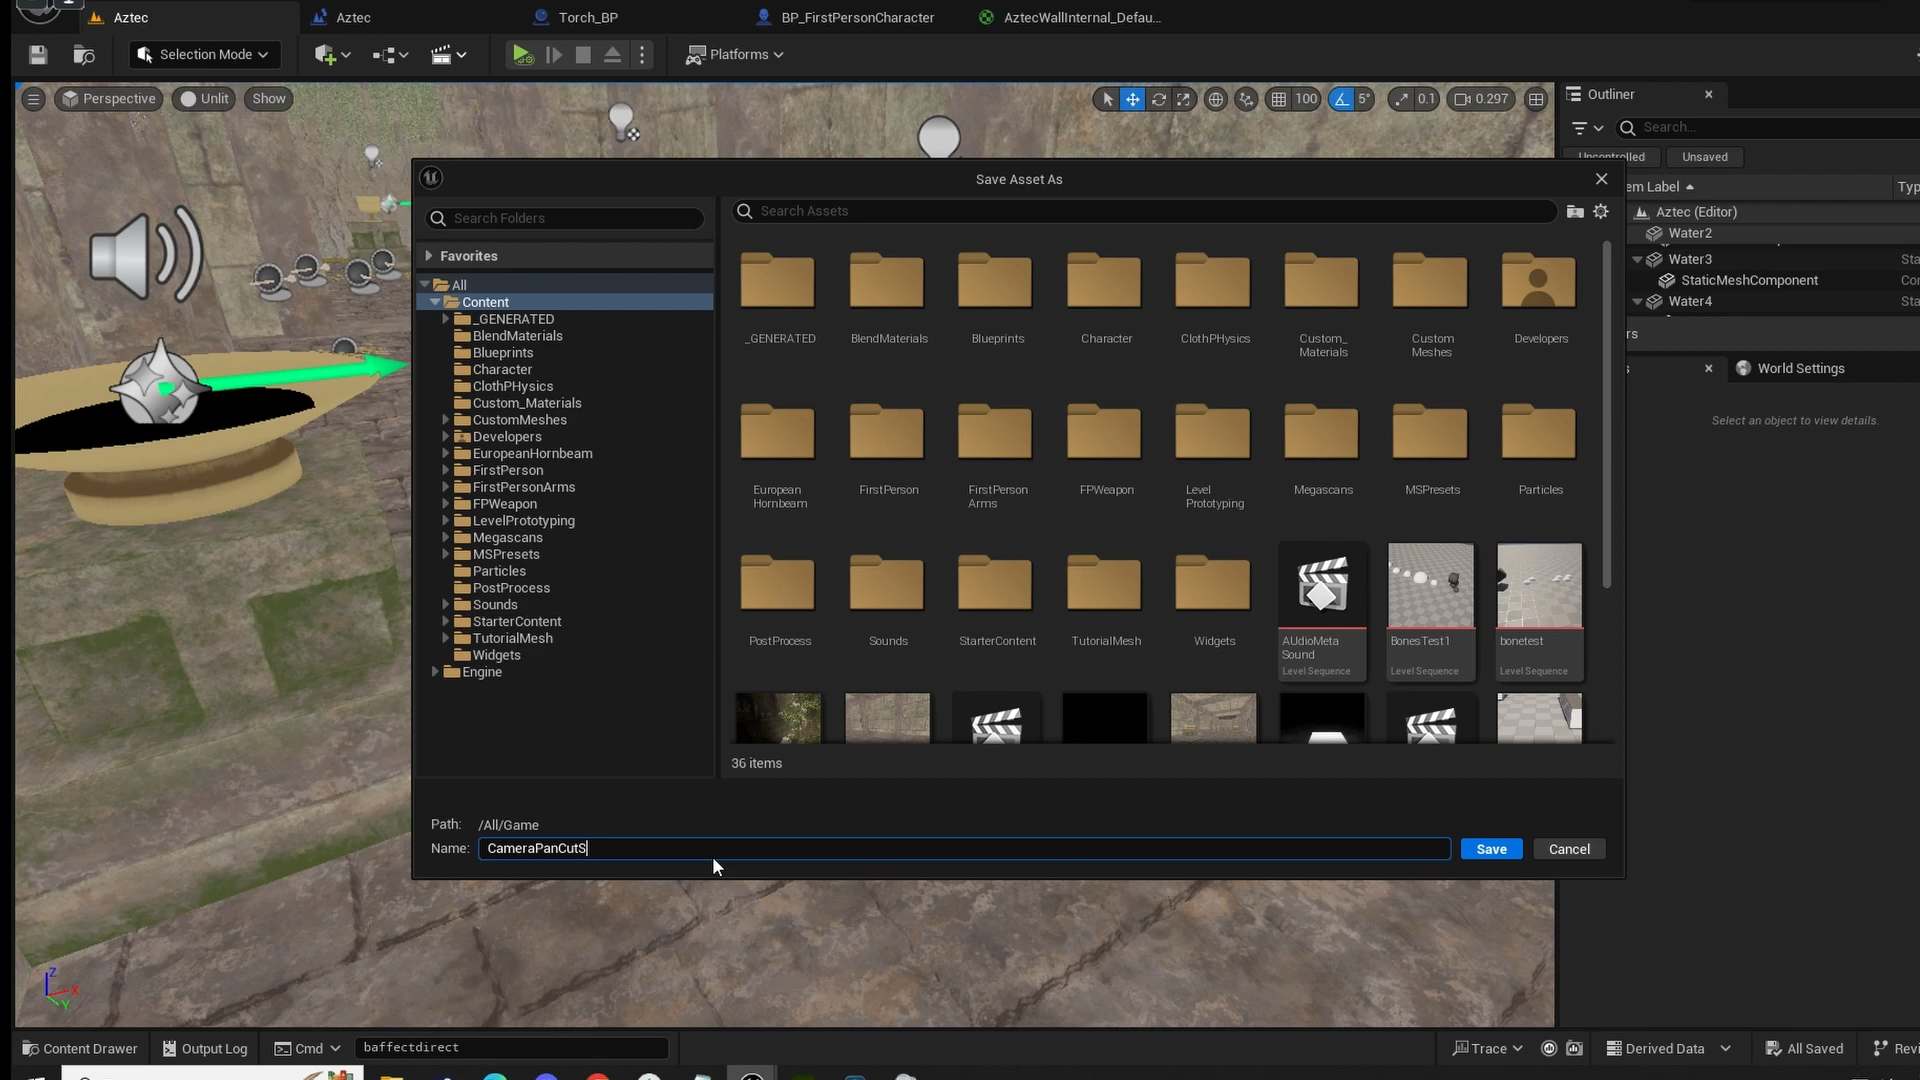 Aztec
Aztec
Torch_BP
BP_FirstPersonCharacter
AztecWallInternal_Defau...
Selection Mode
Platforms
Perspective
Unlit
Show
100
5°
0.1
0.297
Outliner
Search...
Uncontrolled
Unsaved
em Label
Typ
Aztec (Editor)
Water2
Water3
Sta
StaticMeshComponent
Cor
Water4
Sta
rs
s
World Settings
Select an object to view details.
Save Asset As
Search Folders
Search Assets
Favorites
All
Content
_GENERATED
BlendMaterials
Blueprints
Character
ClothPHysics
Custom_Materials
CustomMeshes
Developers
EuropeanHornbeam
FirstPerson
FirstPersonArms
FPWeapon
LevelPrototyping
Megascans
MSPresets
Particles
PostProcess
Sounds
StarterContent
TutorialMesh
Widgets
Engine
_GENERATED
BlendMaterials
Blueprints
Character
ClothPHysics
Custom_
Materials
Custom
Meshes
Developers
European
Hornbeam
FirstPerson
FirstPerson
Arms
FPWeapon
Level
Prototyping
Megascans
MSPresets
Particles
PostProcess
Sounds
StarterContent
TutorialMesh
Widgets
AUdioMeta
Sound
Level Sequence
BonesTest1
Level Sequence
bonetest
Level Sequence
36 items
Path: /All/Game
Name: CameraPanCutS
Save
Cancel
Z
X
Y
Content Drawer
Output Log
Cmd
baffectdirect
Trace
Derived Data
All Saved
Revi